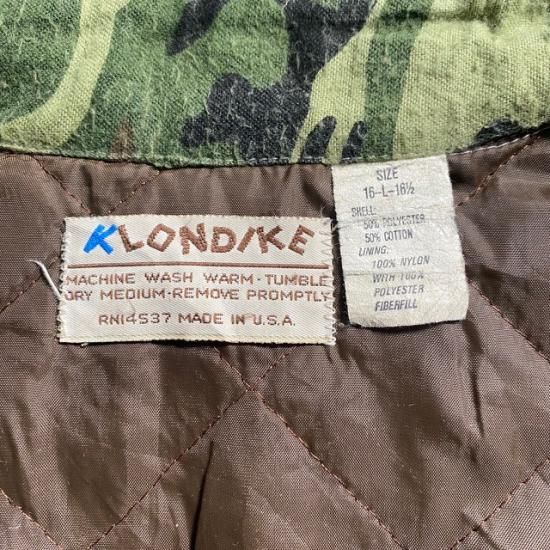 KLONDIKE
MACHINE WASH WARM·TUMBLE
DRY MEDIUM·REMOVE PROMPTLY
RN14537 MADE IN U.S.A.
SIZE
16-L-16½
SHELL:
50% POLYESTER
50% COTTON
LINING:
100% NYLON
WITH 100%
POLYESTER
FIBERFILL